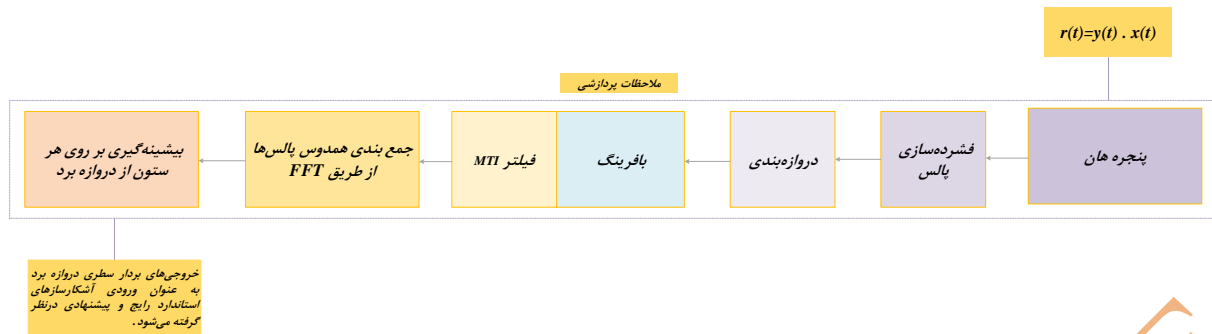 r(t)=y(t) . x(t)
ملاحظات پردازشی
پنجره هان
فشرده‌سازی
پالس
دروازه‌بندی
بافرینگ
فیلتر MTI
جمع بندی همدوس پالس‌ها
از طریق FFT
بیشینه‌گیری بر روی هر
ستون از دروازه برد
خروجی‌های بردار سطری دروازه برد
به عنوان ورودی آشکارسازهای
استاندارد رایج و پیشنهادی درنظر
گرفته می‌شود.